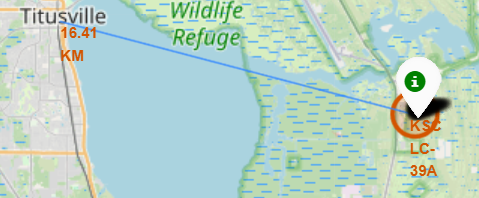 Titusville
16.41
KM
Wildlife
Refuge
KSC
LC-
39A